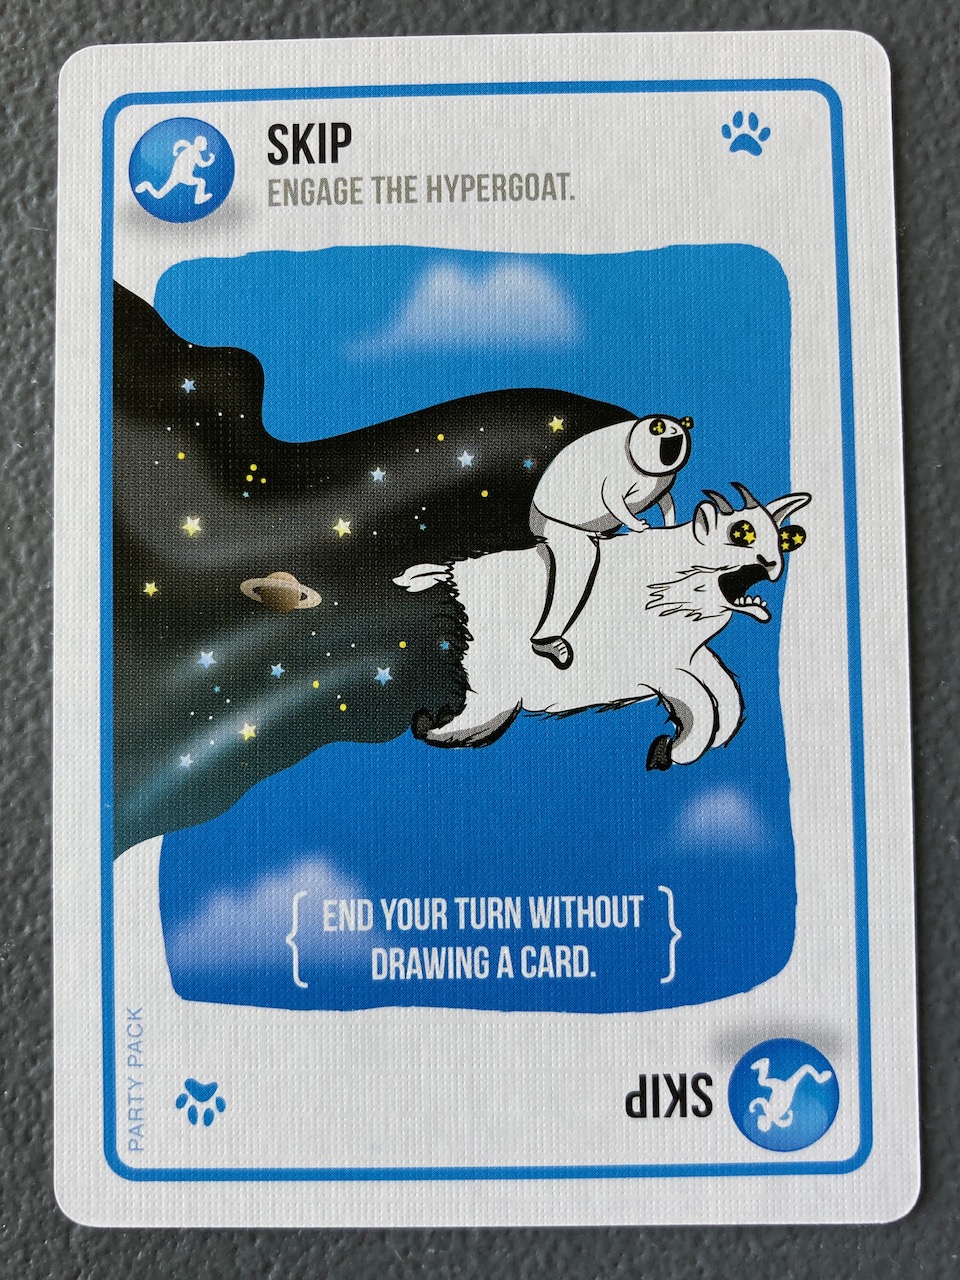 SKIP
ENGAGE THE HYPERGOAT.
END YOUR TURN WITHOUT
DRAWING A CARD.
PARTY PACK
SKIP